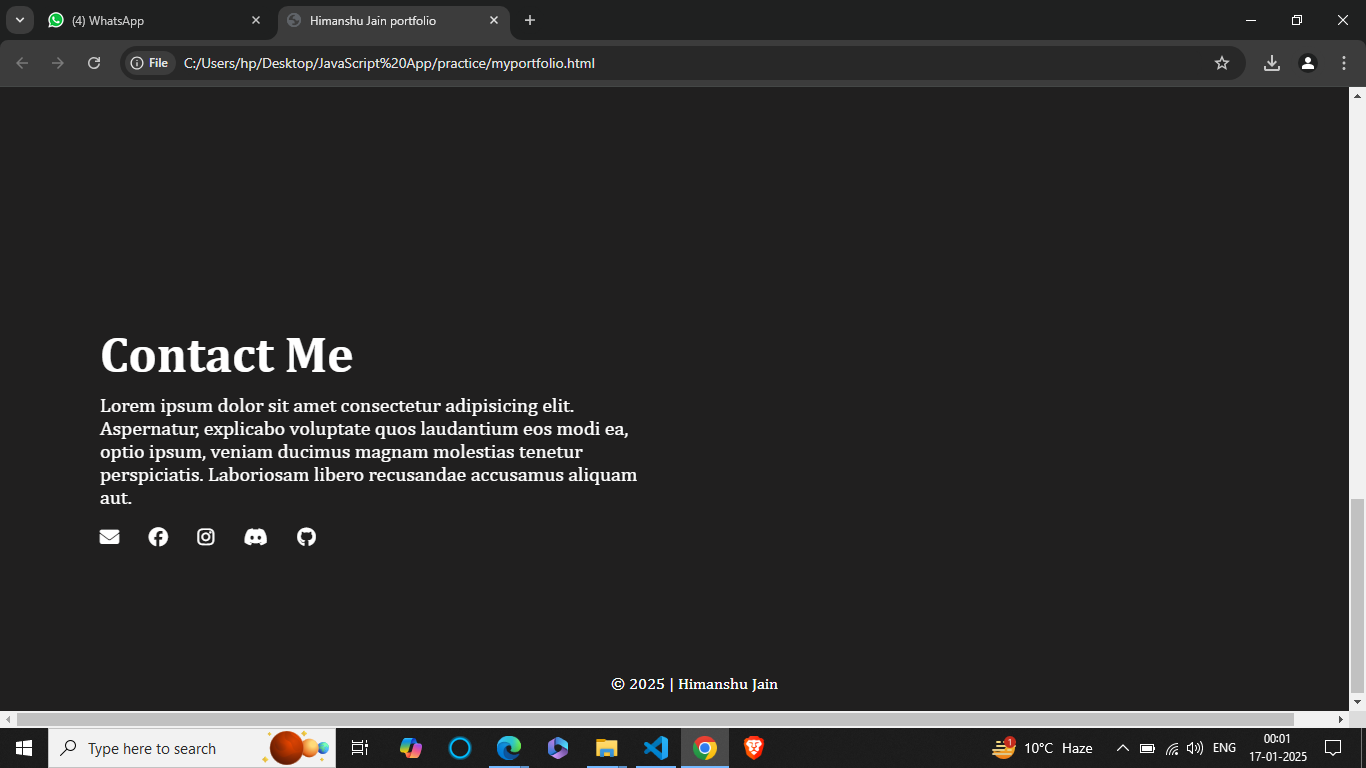 (4) WhatsApp
Himanshu Jain portfolio
File
C:/Users/hp/Desktop/JavaScript%20App/practice/myportfolio.html
Contact Me
Lorem ipsum dolor sit amet consectetur adipisicing elit.
Aspernatur, explicabo voluptate quos laudantium eos modi ea,
optio ipsum, veniam ducimus magnam molestias tenetur
perspiciatis. Laboriosam libero recusandae accusamus aliquam
aut.
© 2025 | Himanshu Jain
Type here to search
1
10°C Haze
ENG
00:01
17-01-2025